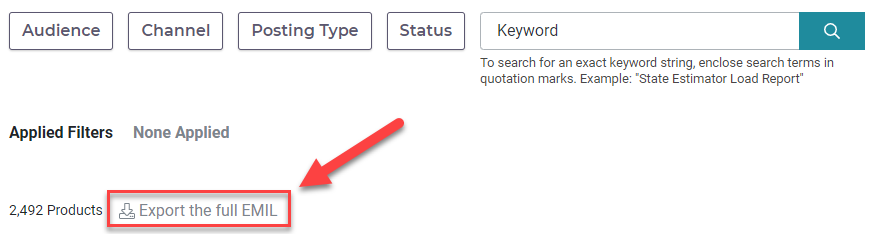 Audience Channel Posting Type Status Keyword
To search for an exact keyword string, enclose search terms in
quotation marks. Example: "State Estimator Load Report"
Applied Filters None Applied
2,492 Products Export the full EMIL